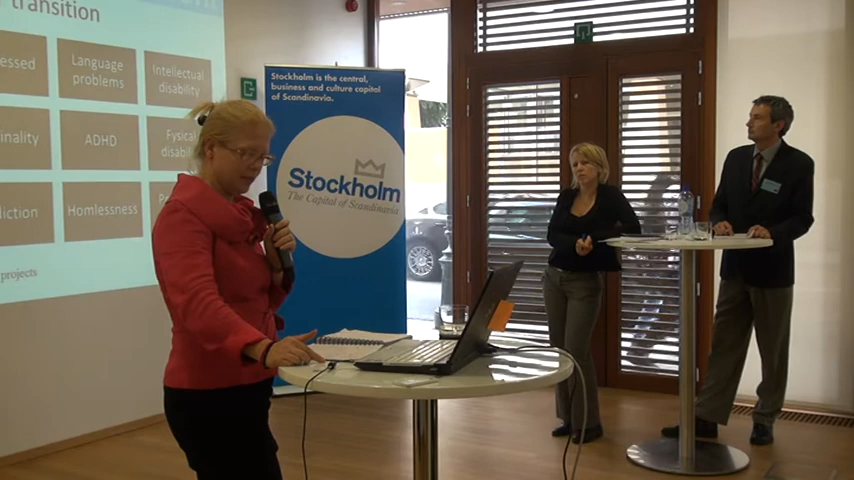 transition
essed
Language
problems
Intellectual
disability
inality
ADHD
Fysical
disabi
diction
Homlessness
projects
Stockholm is the central,
business and culture capital
of Scandinavia.
Stockholm
The Capital of Scandinavia